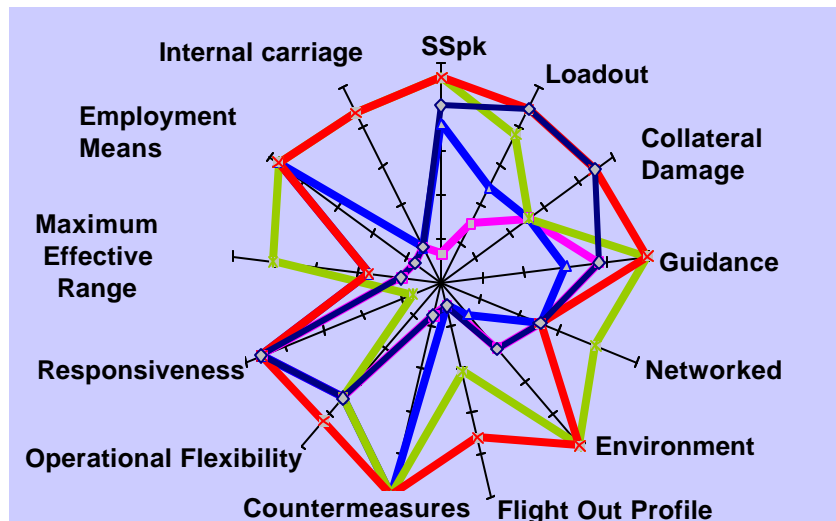 SSpk
Loadout
Collateral
Damage
Guidance
Networked
Environment
Flight Out Profile
Countermeasures
Operational Flexibility
Responsiveness
Maximum
Effective
Range
Employment
Means
Internal carriage